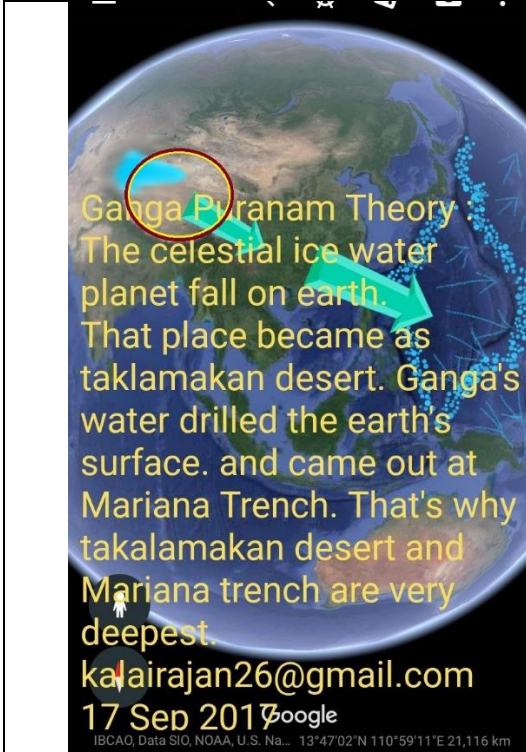 Ganga Puranam Theory :
The celestial ice water
planet fall on earth.
That place became as
taklamakan desert. Ganga's
water drilled the earth's
surface. and came out at
Mariana Trench. That's why
takalamakan desert and
Mariana trench are very
deepest.
kalairajan26@gmail.com
17 Sep 2017
Google
IBCAO, Data SIO, NOAA, U.S. Na... 13°47'02"N 110°59'11"E 21,116 km